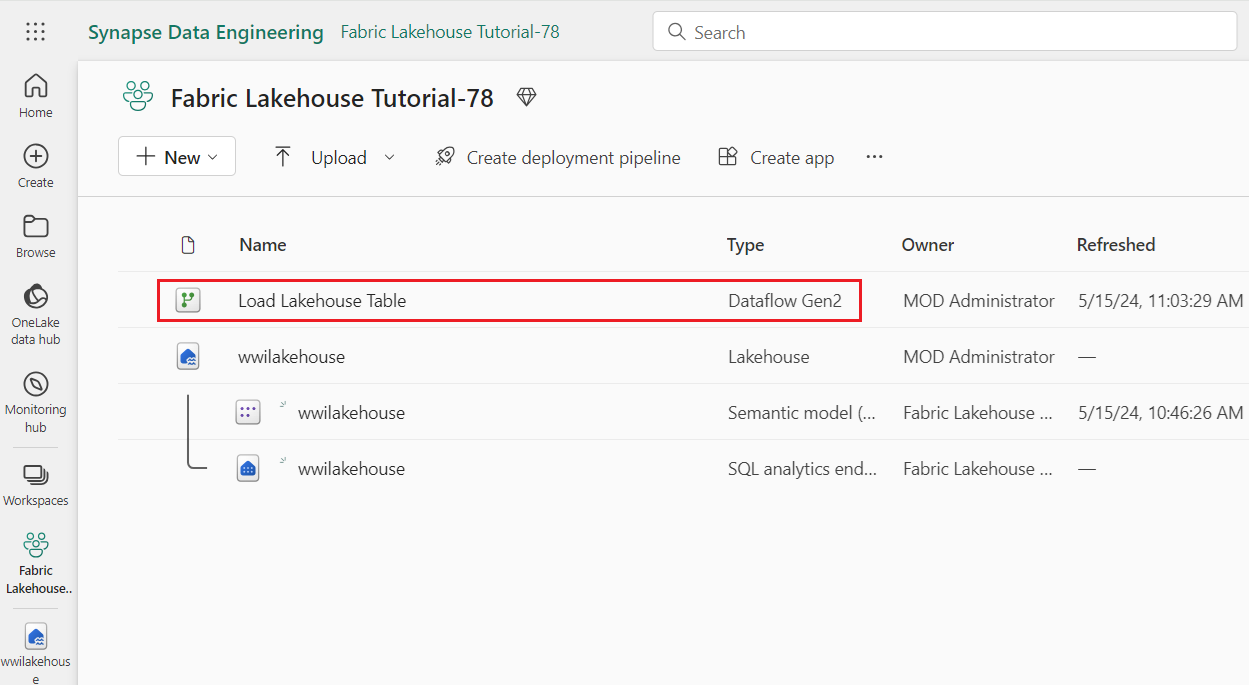 Synapse Data Engineering Fabric Lakehouse Tutorial-78 Search
Home
Create
Browse
OneLake
data hub
Monitoring
hub
Workspaces
Fabric
Lakehouse..
wwilakehous
e
Fabric Lakehouse Tutorial-78
New Upload Create deployment pipeline Create app ...
Name Type Owner Refreshed
Load Lakehouse Table Dataflow Gen2 MOD Administrator 5/15/24, 11:03:29 AM
wwilakehouse Lakehouse MOD Administrator —
wwilakehouse Semantic model (... Fabric Lakehouse ... 5/15/24, 10:46:26 AM
wwilakehouse SQL analytics end... Fabric Lakehouse ... —